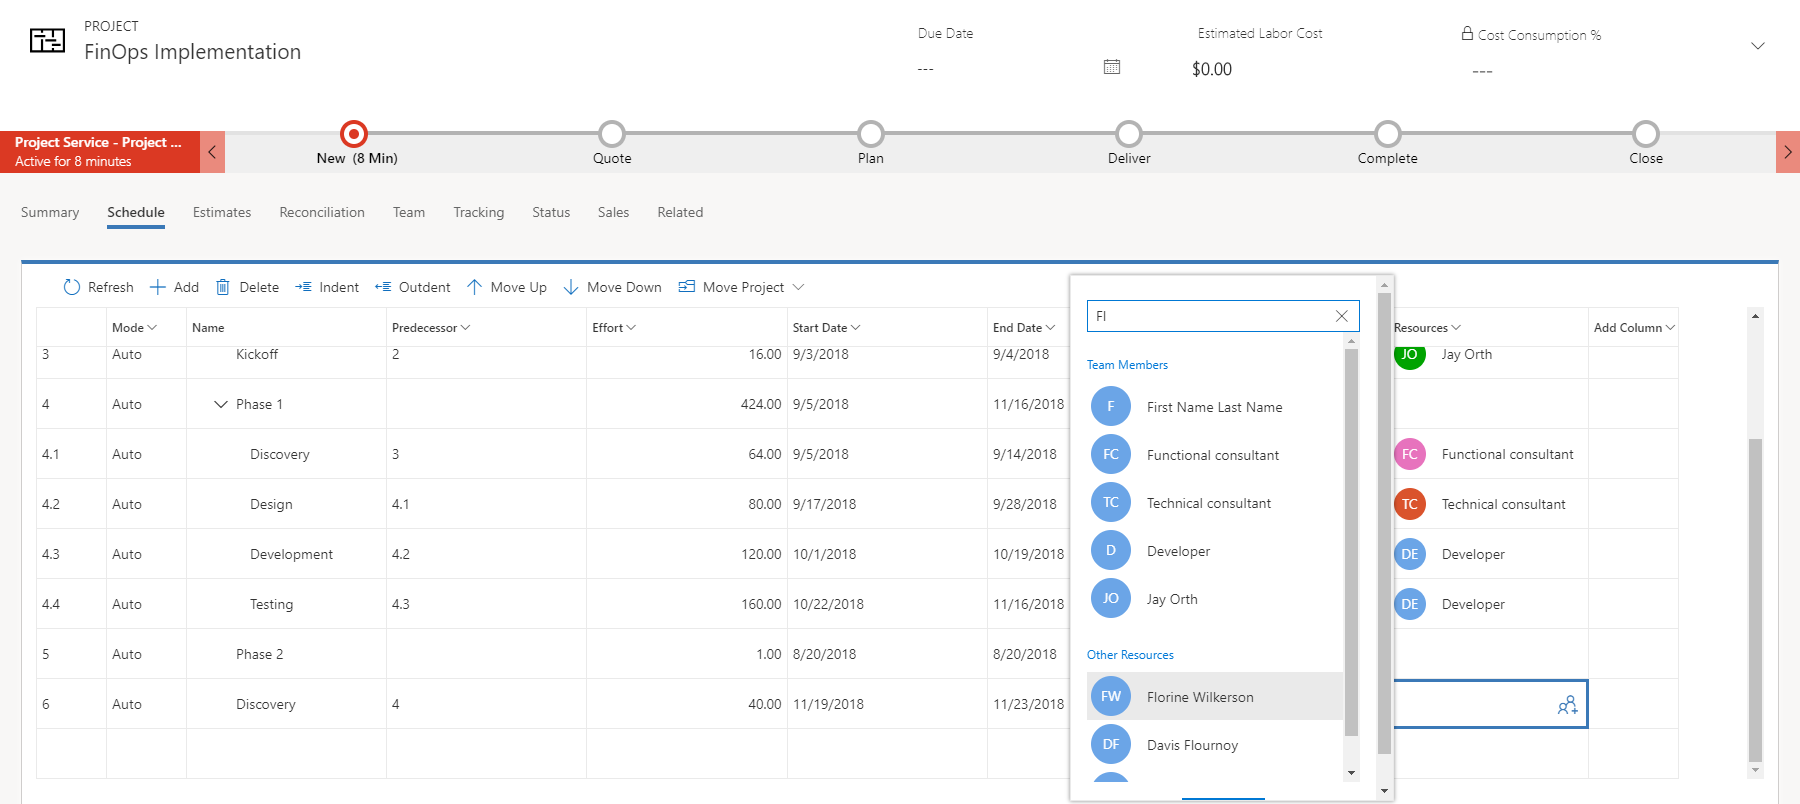 PROJECT
FinOps Implementation
Due Date
---
Estimated Labor Cost
$0.00
Cost Consumption %
---
Project Service - Project ...
Active for 8 minutes
New (8 Min)
Quote
Plan
Deliver
Complete
Close
Summary Schedule Estimates Reconciliation Team Tracking Status Sales Related
Refresh Add Delete Indent Outdent Move Up Move Down Move Project
Mode Name Predecessor Effort Start Date End Date Resources Add Column
3 Auto Kickoff 2 16.00 9/3/2018 9/4/2018 JO Jay Orth
4 Auto Phase 1 424.00 9/5/2018 11/16/2018
4.1 Auto Discovery 3 64.00 9/5/2018 9/14/2018 FC Functional consultant
4.2 Auto Design 4.1 80.00 9/17/2018 9/28/2018 TC Technical consultant
4.3 Auto Development 4.2 120.00 10/1/2018 10/19/2018 DE Developer
4.4 Auto Testing 4.3 160.00 10/22/2018 11/16/2018 DE Developer
5 Auto Phase 2 1.00 8/20/2018 8/20/2018
6 Auto Discovery 4 40.00 11/19/2018 11/23/2018
Fl
Team Members
F First Name Last Name
FC Functional consultant
TC Technical consultant
D Developer
JO Jay Orth
Other Resources
FW Florine Wilkerson
DF Davis Flournoy